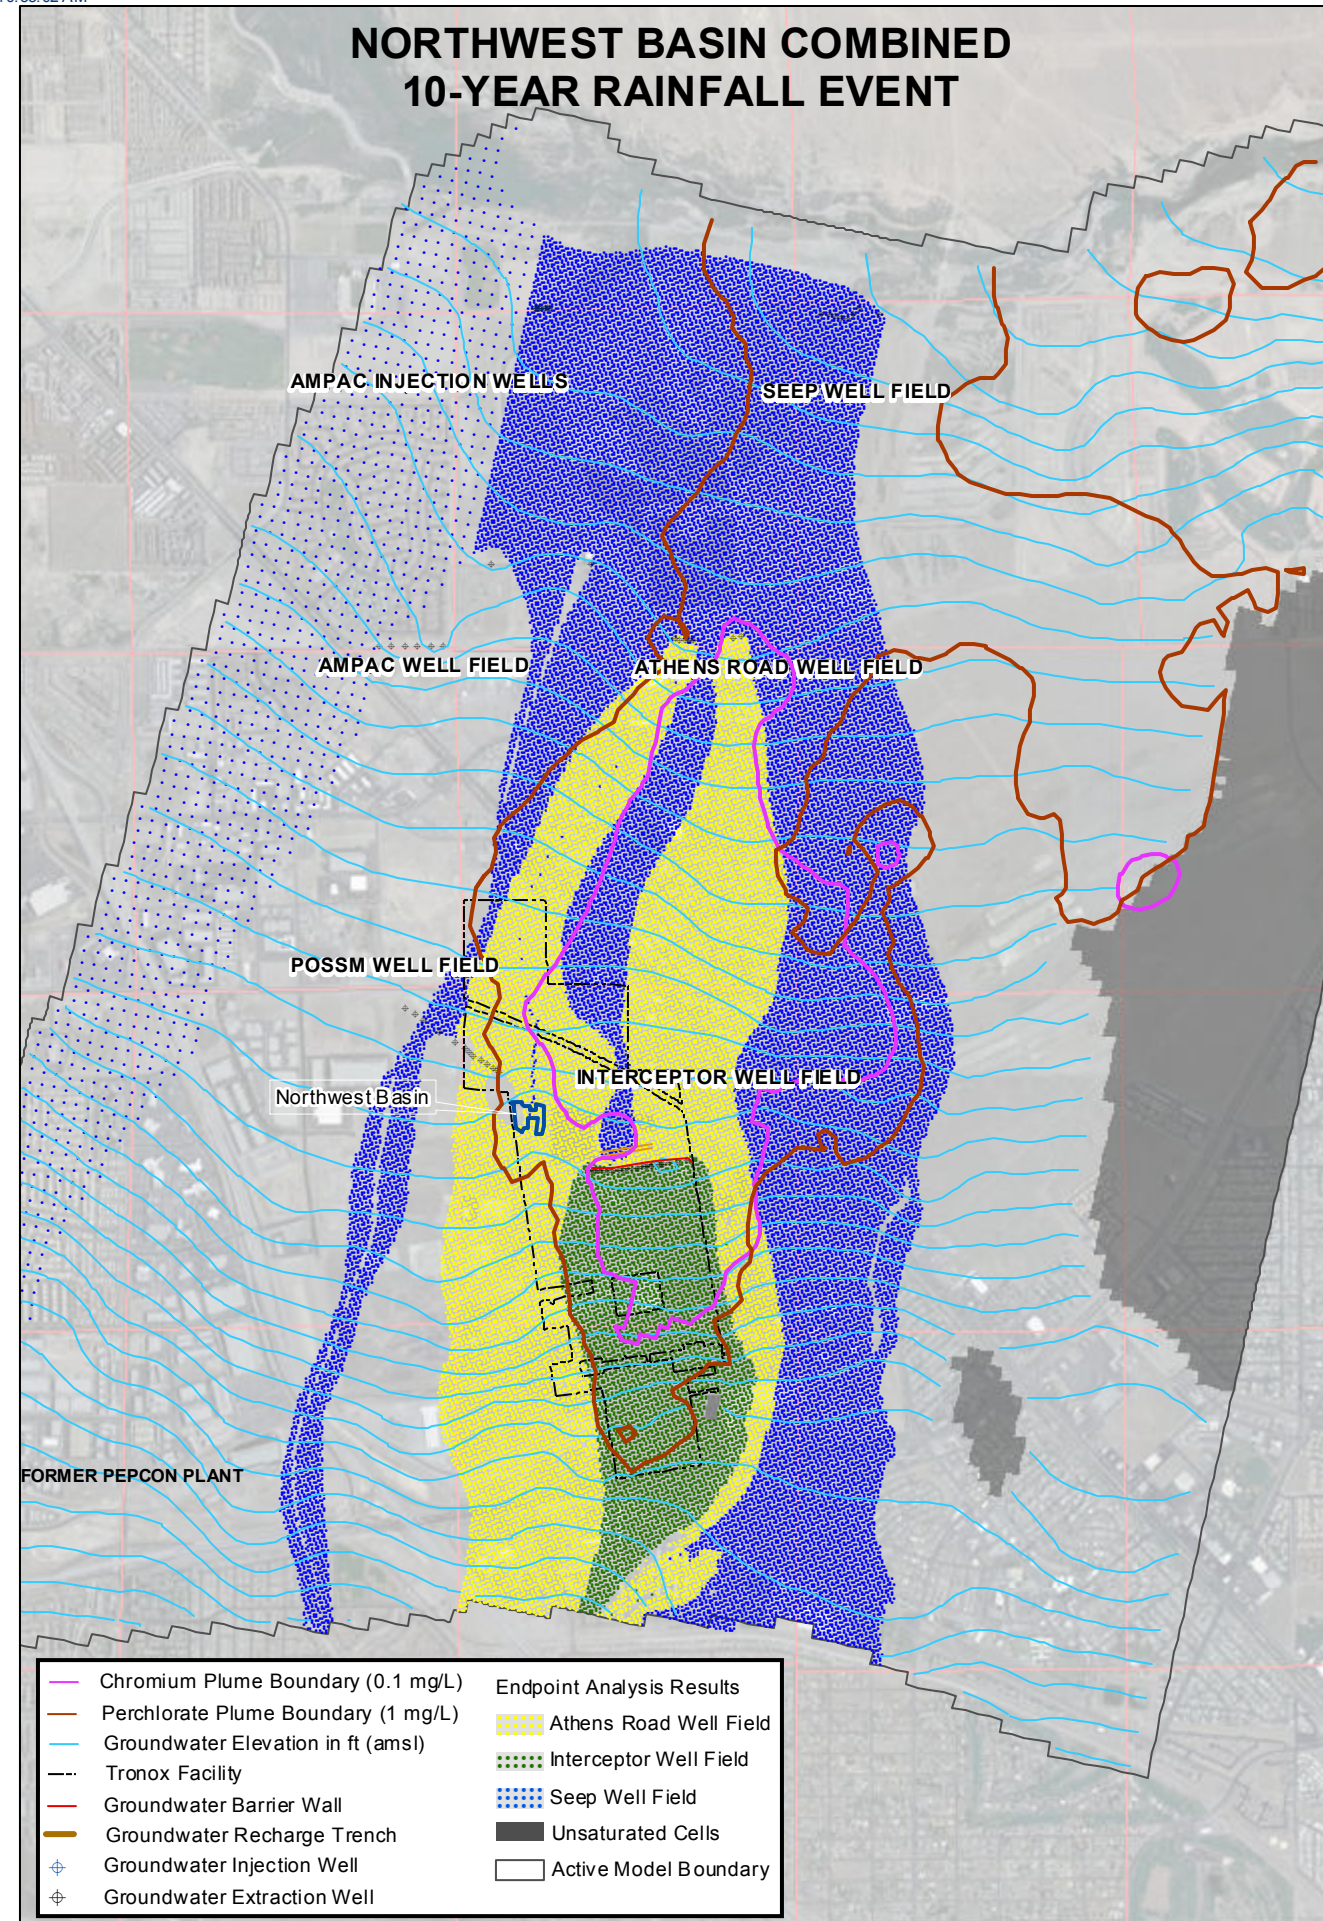 NORTHWEST BASIN COMBINED
10-YEAR RAINFALL EVENT
AMPAC INJECTION WELLS
SEEP WELL FIELD
AMPAC WELL FIELD
ATHENS ROAD WELL FIELD
POSSM WELL FIELD
INTERCEPTOR WELL FIELD
Northwest Basin
FORMER PEPCON PLANT
Chromium Plume Boundary (0.1 mg/L)
Perchlorate Plume Boundary (1 mg/L)
Groundwater Elevation in ft (amsl)
Tronox Facility
Groundwater Barrier Wall
Groundwater Recharge Trench
Groundwater Injection Well
Groundwater Extraction Well
Endpoint Analysis Results
Athens Road Well Field
Interceptor Well Field
Seep Well Field
Unsaturated Cells
Active Model Boundary